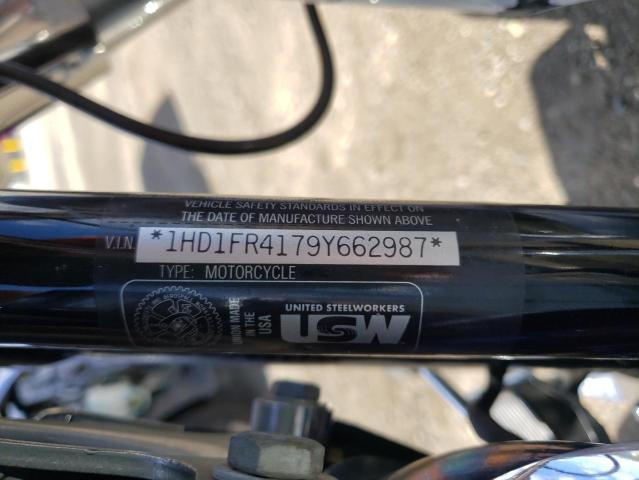 VEHICLE SAFETY STANDARDS IN EFFECT ON
THE DATE OF MANUFACTURE SHOWN ABOVE
V.I.N. *1HD1FR4179Y662987*
TYPE: MOTORCYCLE
UNION MADE
IN THE
USA
UNITED STEELWORKERS
USW